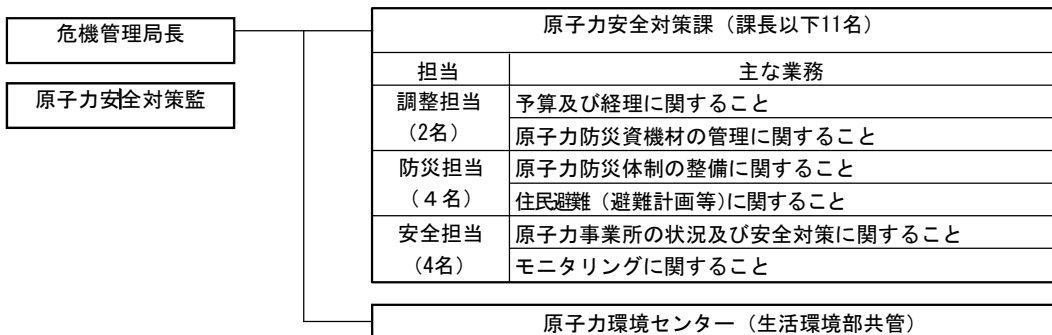 危機管理局長
原子力安全対策監
原子力安全対策課（課長以下11名）
担当 主な業務
調整担当 予算及び経理に関すること
（2名） 原子力防災資機材の管理に関すること
防災担当 原子力防災体制の整備に関すること
（４名） 住民避難（避難計画等）に関すること
安全担当 原子力事業所の状況及び安全対策に関すること
（4名） モニタリングに関すること
原子力環境センター（生活環境部共管）